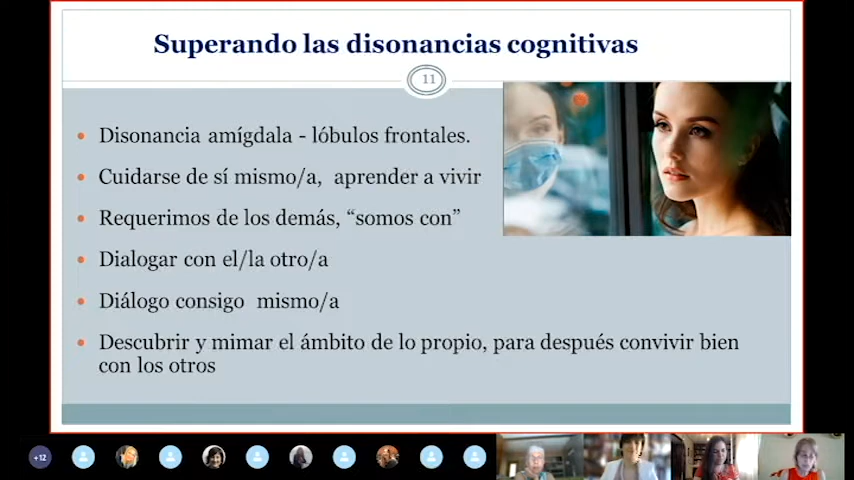 Superando las disonancias cognitivas
11
Disonancia amígdala - lóbulos frontales.
Cuidarse de sí mismo/a, aprender a vivir
Requerimos de los demás, “somos con”
Dialogar con el/la otro/a
Diálogo consigo mismo/a
Descubrir y mimar el ámbito de lo propio, para después convivir bien
con los otros
+12